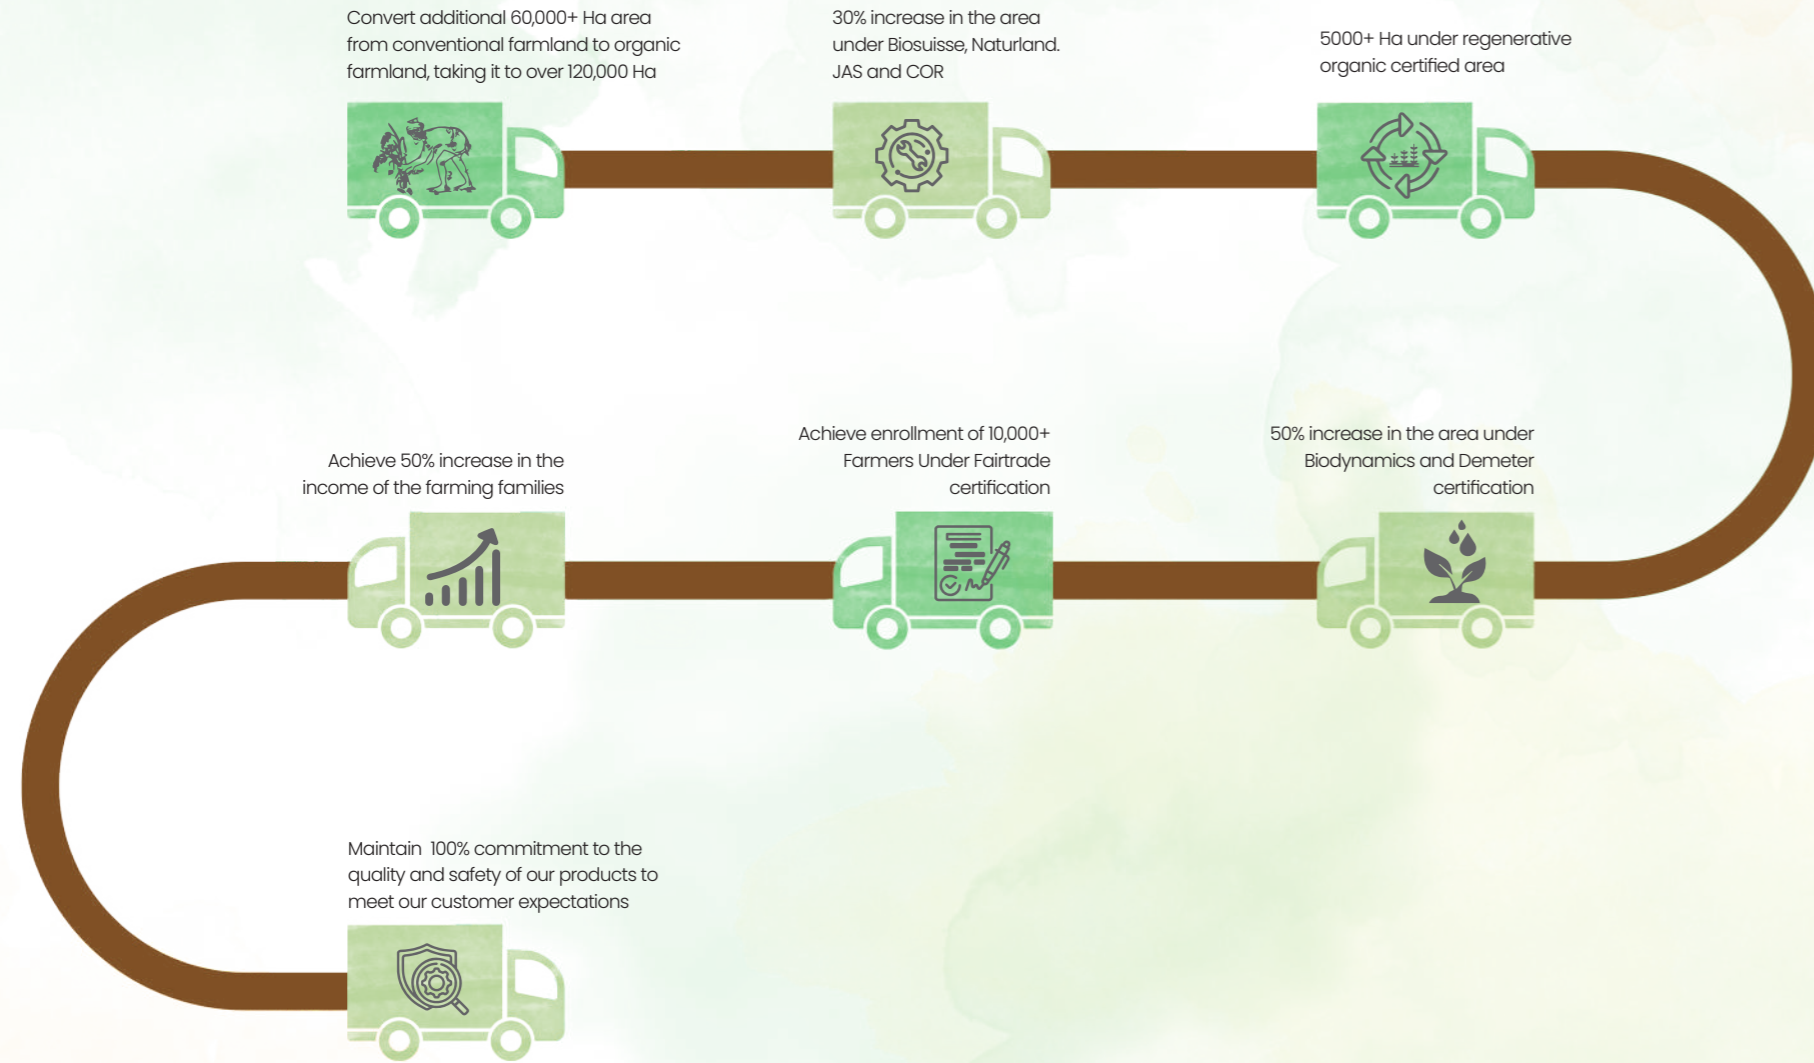 Convert additional 60,000+ Ha area
from conventional farmland to organic
farmland, taking it to over 120,000 Ha
30% increase in the area
under Biosuisse, Naturland.
JAS and COR
5000+ Ha under regenerative
organic certified area
50% increase in the area under
Biodynamics and Demeter
certification
Achieve enrollment of 10,000+
Farmers Under Fairtrade
certification
Achieve 50% increase in the
income of the farming families
Maintain 100% commitment to the
quality and safety of our products to
meet our customer expectations